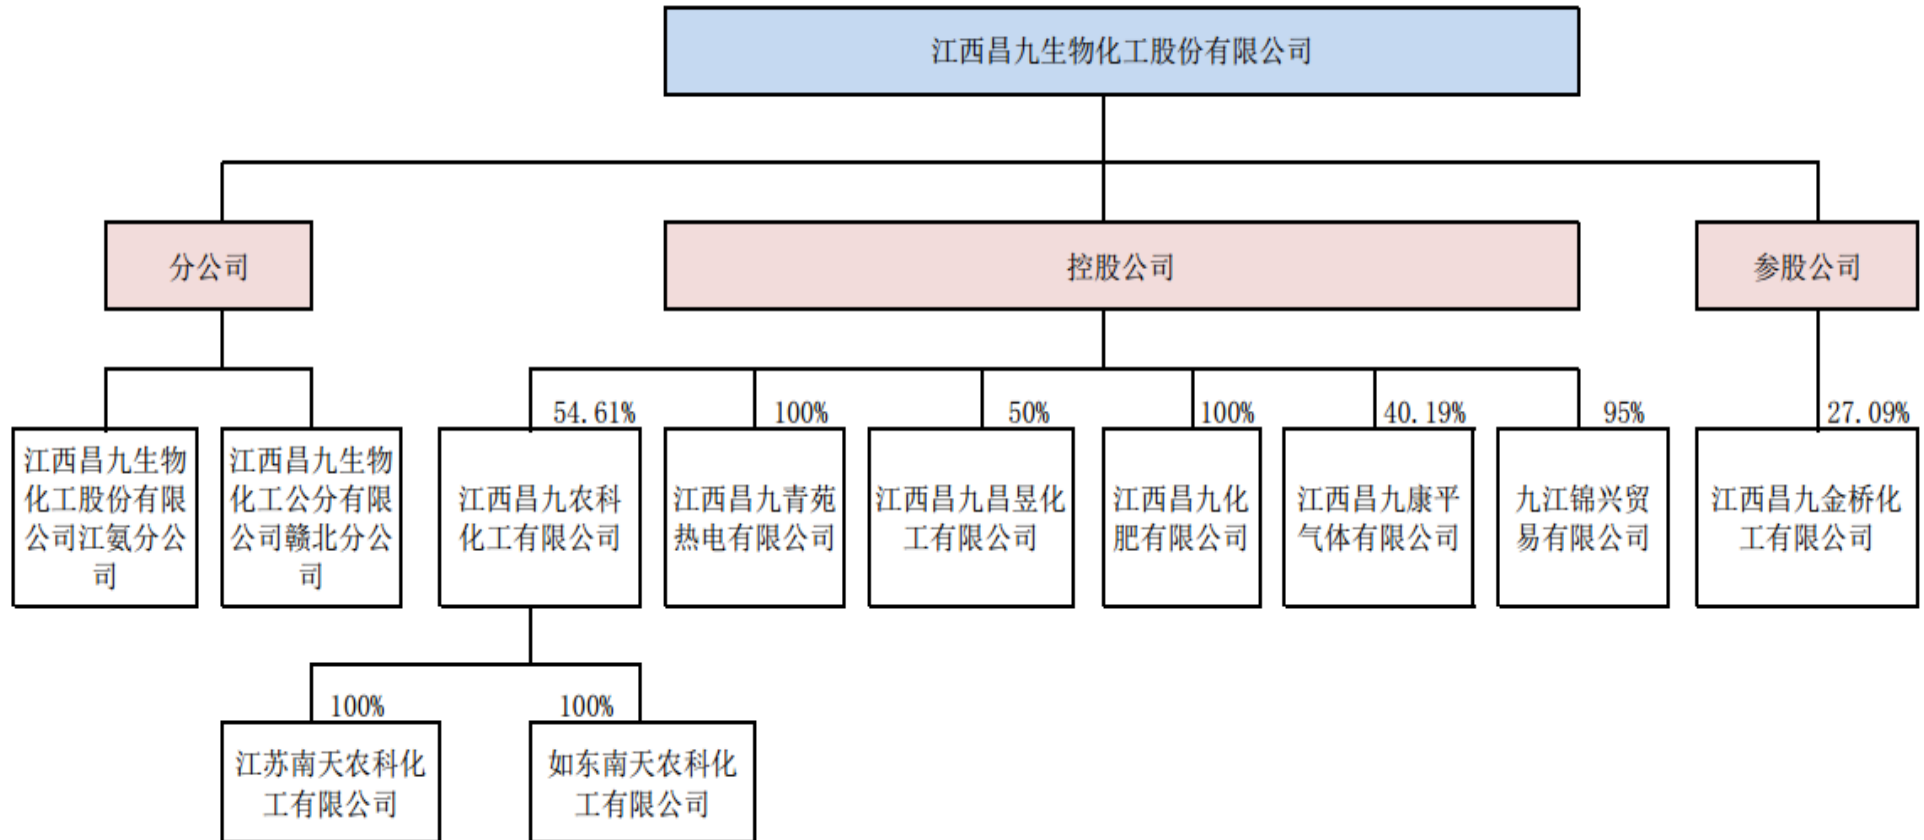 江西昌九生物化工股份有限公司
分公司
控股公司
参股公司
54.61%
100%
50%
100%
40.19%
95%
27.09%
江西昌九生物
化工股份有限
公司江氨分公
司
江西昌九生物
化工公分有限
公司赣北分公
司
江西昌九农科
化工有限公司
江西昌九青苑
热电有限公司
江西昌九昌昱化
工有限公司
江西昌九化
肥有限公司
江西昌九康平
气体有限公司
九江锦兴贸
易有限公司
江西昌九金桥化
工有限公司
100%
100%
江苏南天农科化
工有限公司
如东南天农科化
工有限公司